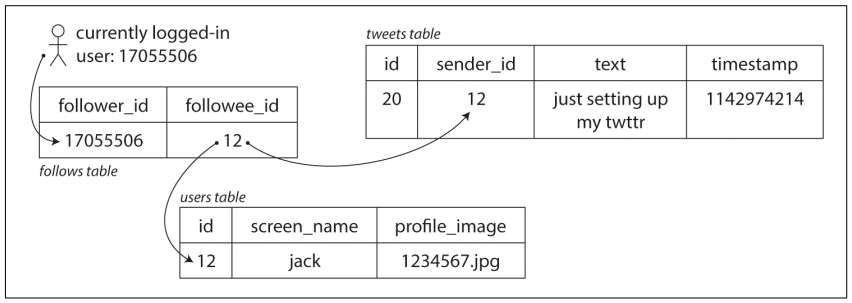 currently logged-in
user: 17055506
tweets table
id sender_id text timestamp
20 12 just setting up 1142974214
my twttr
follower_id followee_id
17055506 12
follows table
users table
id screen_name profile_image
12 jack 1234567.jpg